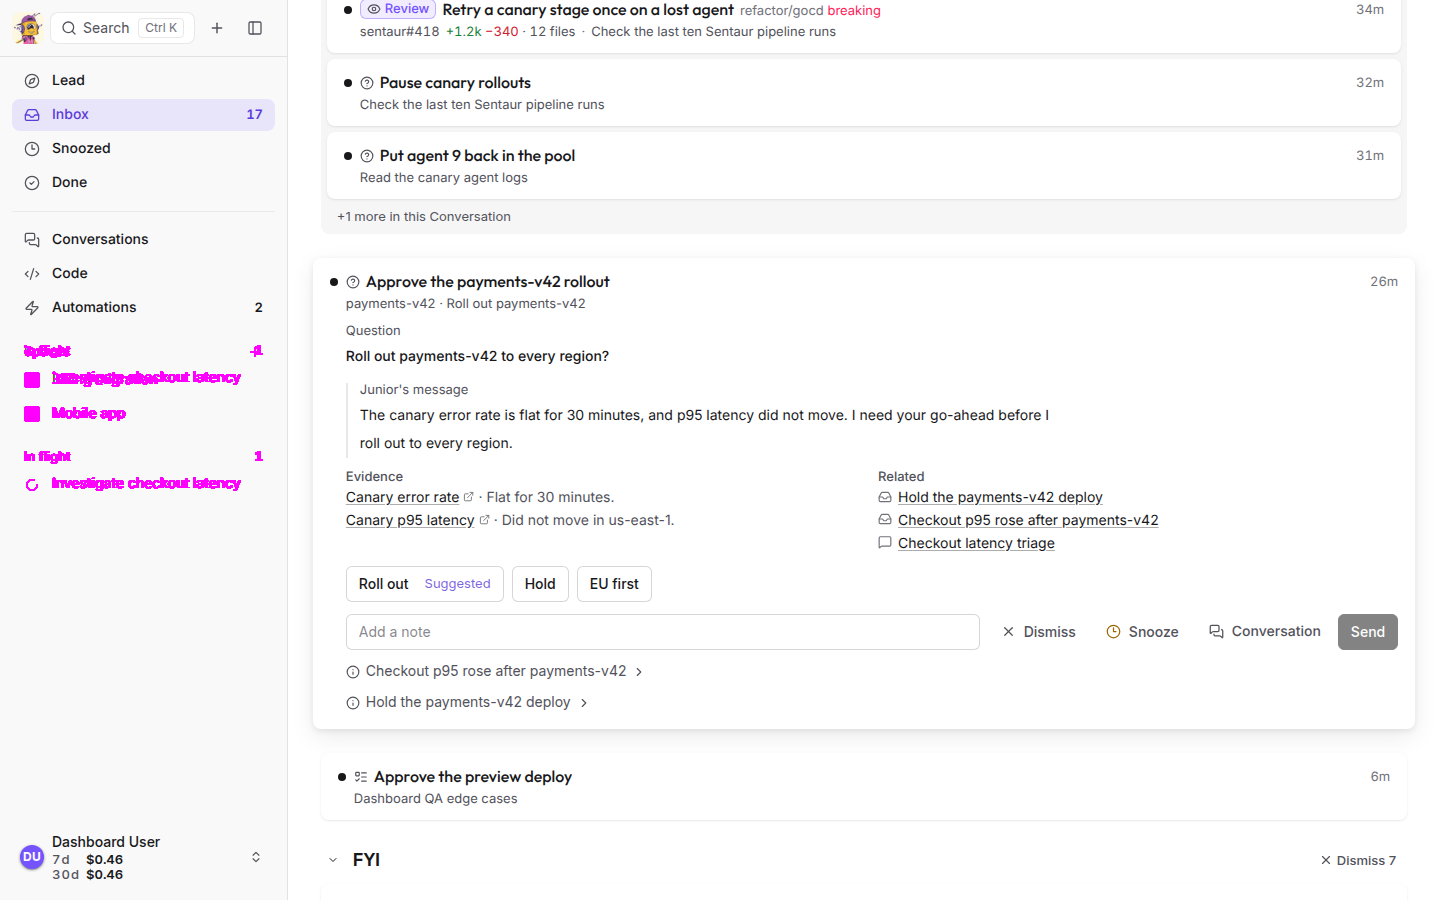 Search Ctrl K
Lead
Inbox 17
Snoozed
Done
Conversations
Code
Automations 2
Mobile app
In flight 1
Investigate checkout latency
Dashboard User
DU
7d $0.46
30d $0.46
Review Retry a canary stage once on a lost agent refactor/gocd breaking 34m
sentaur#418 +1.2k −340 · 12 files · Check the last ten Sentaur pipeline runs
Pause canary rollouts 32m
Check the last ten Sentaur pipeline runs
Put agent 9 back in the pool 31m
Read the canary agent logs
+1 more in this Conversation
Approve the payments-v42 rollout 26m
payments-v42 · Roll out payments-v42
Question
Roll out payments-v42 to every region?
Junior's message
The canary error rate is flat for 30 minutes, and p95 latency did not move. I need your go-ahead before I
roll out to every region.
Evidence
Canary error rate · Flat for 30 minutes.
Canary p95 latency · Did not move in us-east-1.
Related
Hold the payments-v42 deploy
Checkout p95 rose after payments-v42
Checkout latency triage
Roll out Suggested Hold EU first
Add a note Dismiss Snooze Conversation Send
Checkout p95 rose after payments-v42
Hold the payments-v42 deploy
Approve the preview deploy 6m
Dashboard QA edge cases
FYI Dismiss 7